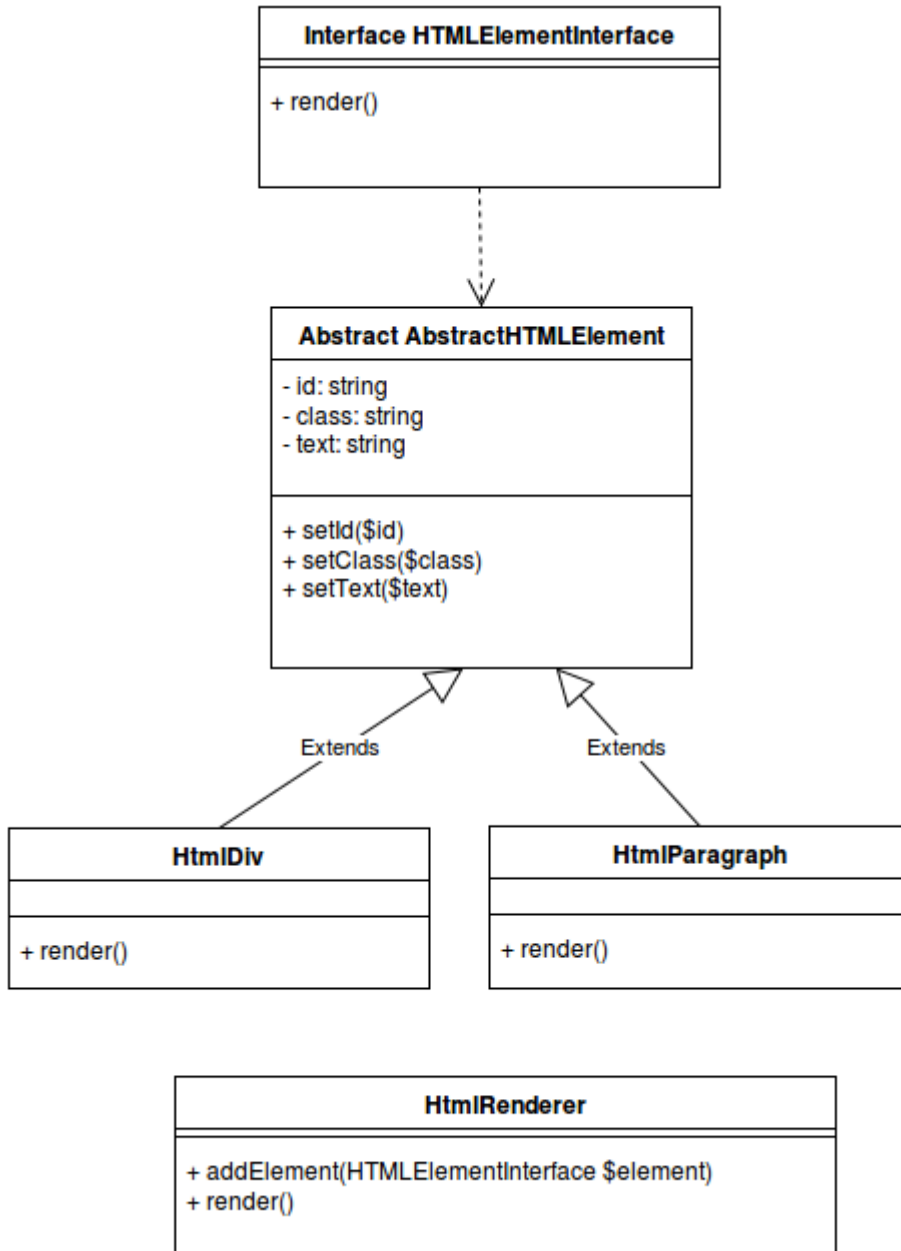 Interface HTMLElementInterface
+ render()
Abstract AbstractHTMLElement
- id: string
- class: string
- text: string
+ setId($id)
+ setClass($class)
+ setText($text)
Extends
Extends
HtmlDiv
+ render()
HtmlParagraph
+ render()
HtmlRenderer
+ addElement(HTMLElementInterface $element)
+ render()